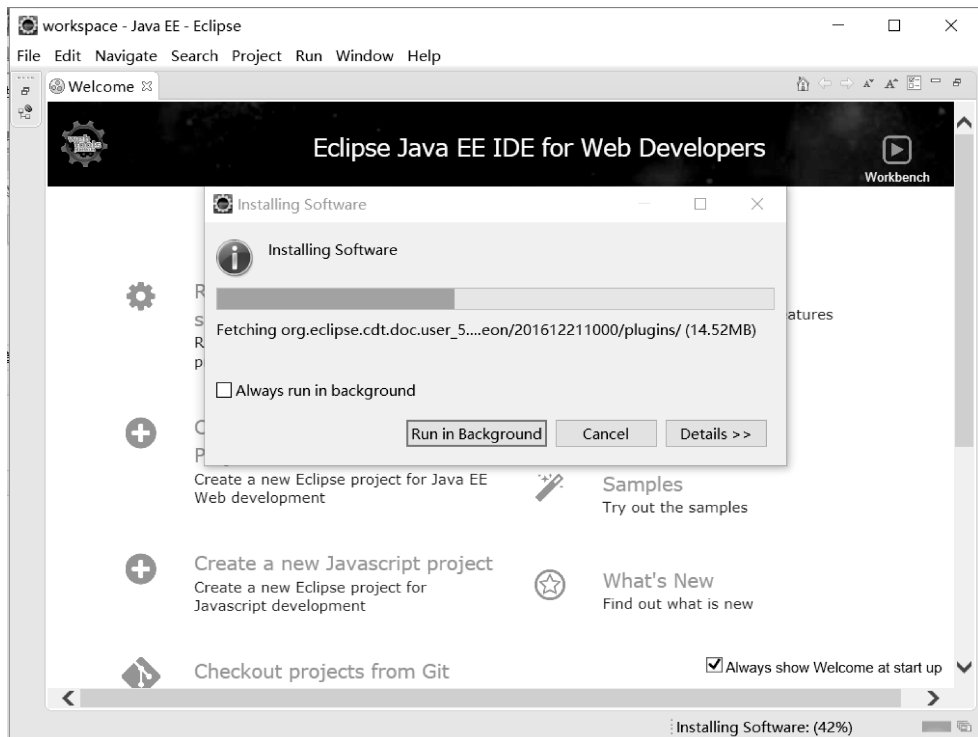 workspace - Java EE - Eclipse
File Edit Navigate Search Project Run Window Help
Welcome
Eclipse Java EE IDE for Web Developers
Workbench
Installing Software
Installing Software
Fetching org.eclipse.cdt.doc.user_5....eon/201612211000/plugins/ (14.52MB)
Always run in background
Run in Background Cancel Details >>
Create a new Eclipse project for Java EE
Web development
Samples
Try out the samples
Create a new Javascript project
Create a new Eclipse project for
Javascript development
What's New
Find out what is new
Checkout projects from Git
Always show Welcome at start up
Installing Software: (42%)